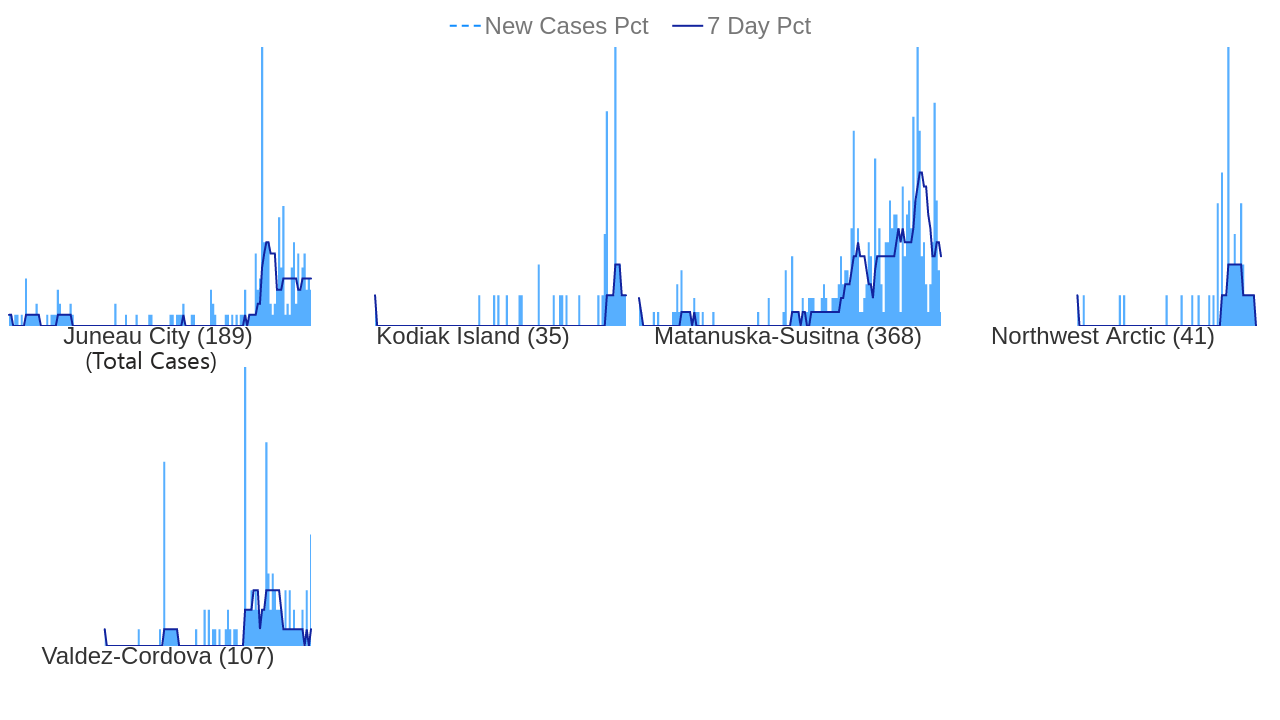 New Cases Pct 7 Day Pct
Juneau City (189)
(Total Cases)
Kodiak Island (35)
Matanuska-Susitna (368)
Northwest Arctic (41)
Valdez-Cordova (107)